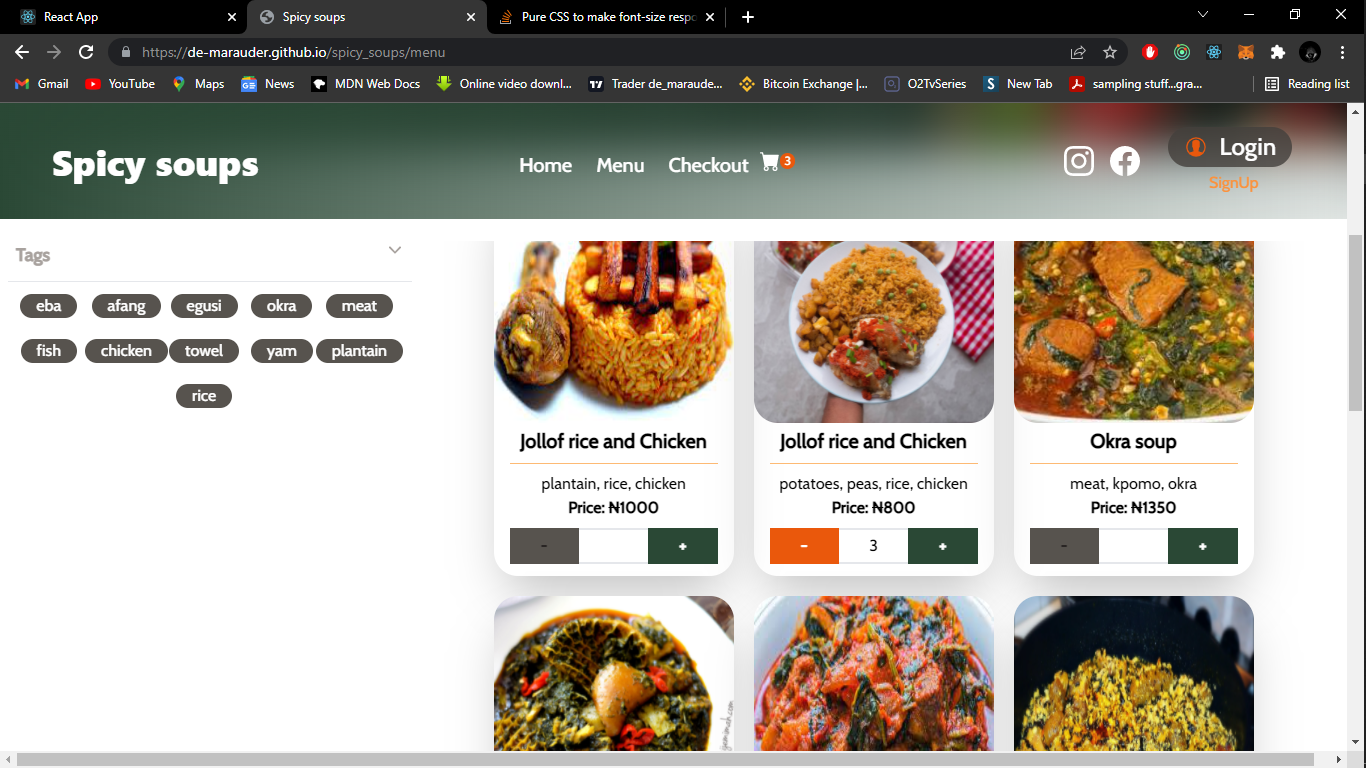 React App
Spicy soups
Pure CSS to make font-size respo
https://de-marauder.github.io/spicy_soups/menu
Gmail
YouTube
Maps
News
MDN Web Docs
Online video downl...
Trader de_maraude...
Bitcoin Exchange |...
O2TvSeries
New Tab
sampling stuff...gra...
Reading list
Spicy soups
Home
Menu
Checkout
3
Login
SignUp
Tags
eba
afang
egusi
okra
meat
fish
chicken
towel
yam
plantain
rice
Jollof rice and Chicken
plantain, rice, chicken
Price: ₦1000
-
+
Jollof rice and Chicken
potatoes, peas, rice, chicken
Price: ₦800
-
3
+
Okra soup
meat, kpomo, okra
Price: ₦1350
-
+